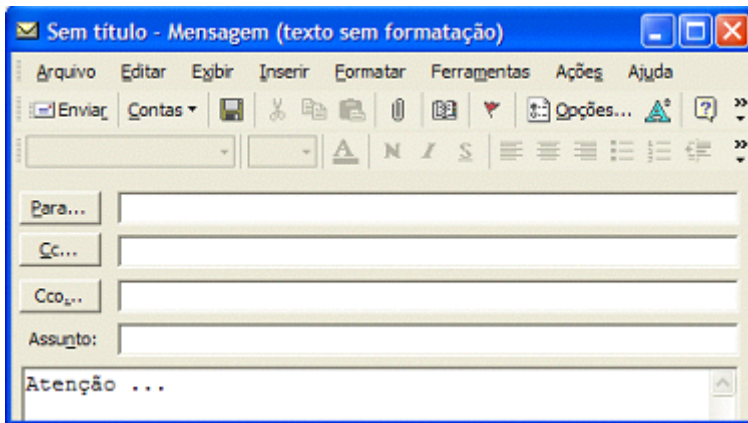 Sem título - Mensagem (texto sem formatação)
Arquivo Editar Exibir Inserir Formatar Ferramentas Ações Ajuda
Enviar Contas Opções...
A N I S
Para...
Cc...
Cco...
Assunto:
Atenção ...